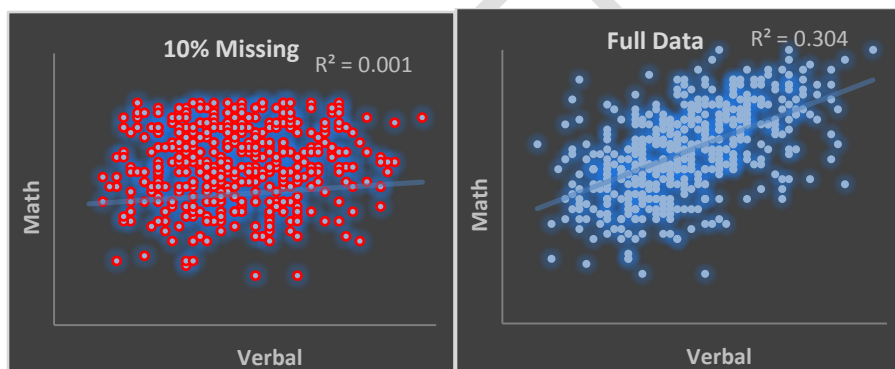 10% Missing
R² = 0.001
Math
Verbal
Full Data
R² = 0.304
Math
Verbal